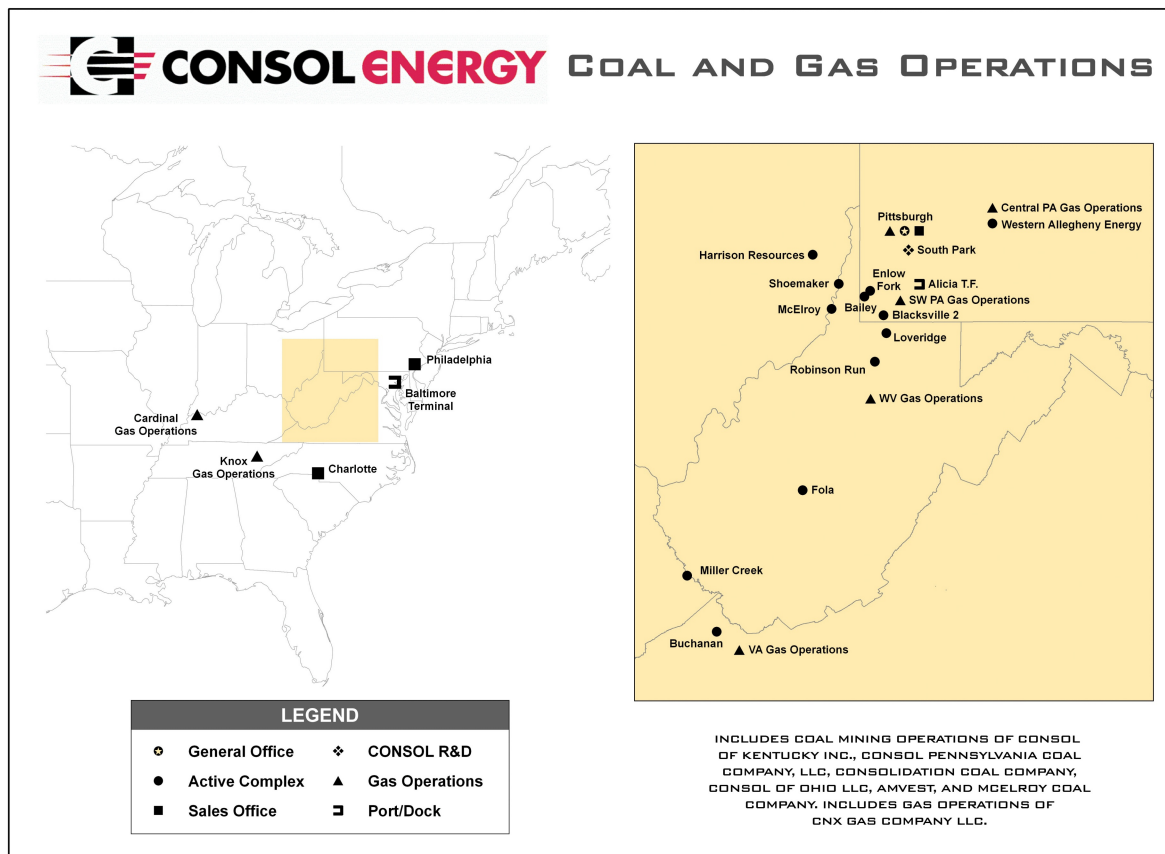 CONSOL ENERGY
COAL AND GAS OPERATIONS
Philadelphia
Baltimore
Terminal
Cardinal
Gas Operations
Knox
Gas Operations
Charlotte
Central PA Gas Operations
Pittsburgh
Western Allegheny Energy
South Park
Harrison Resources
Enlow
Fork
Shoemaker
Alicia T.F.
Bailey
SW PA Gas Operations
McElroy
Blacksville 2
Loveridge
Robinson Run
WV Gas Operations
Fola
Miller Creek
Buchanan
VA Gas Operations
LEGEND
General Office
CONSOL R&D
Active Complex
Gas Operations
Sales Office
Port/Dock
INCLUDES COAL MINING OPERATIONS OF CONSOL
OF KENTUCKY INC., CONSOL PENNSYLVANIA COAL
COMPANY, LLC, CONSOLIDATION COAL COMPANY,
CONSOL OF OHIO LLC, AMVEST, AND MCELROY COAL
COMPANY. INCLUDES GAS OPERATIONS OF
CNX GAS COMPANY LLC.